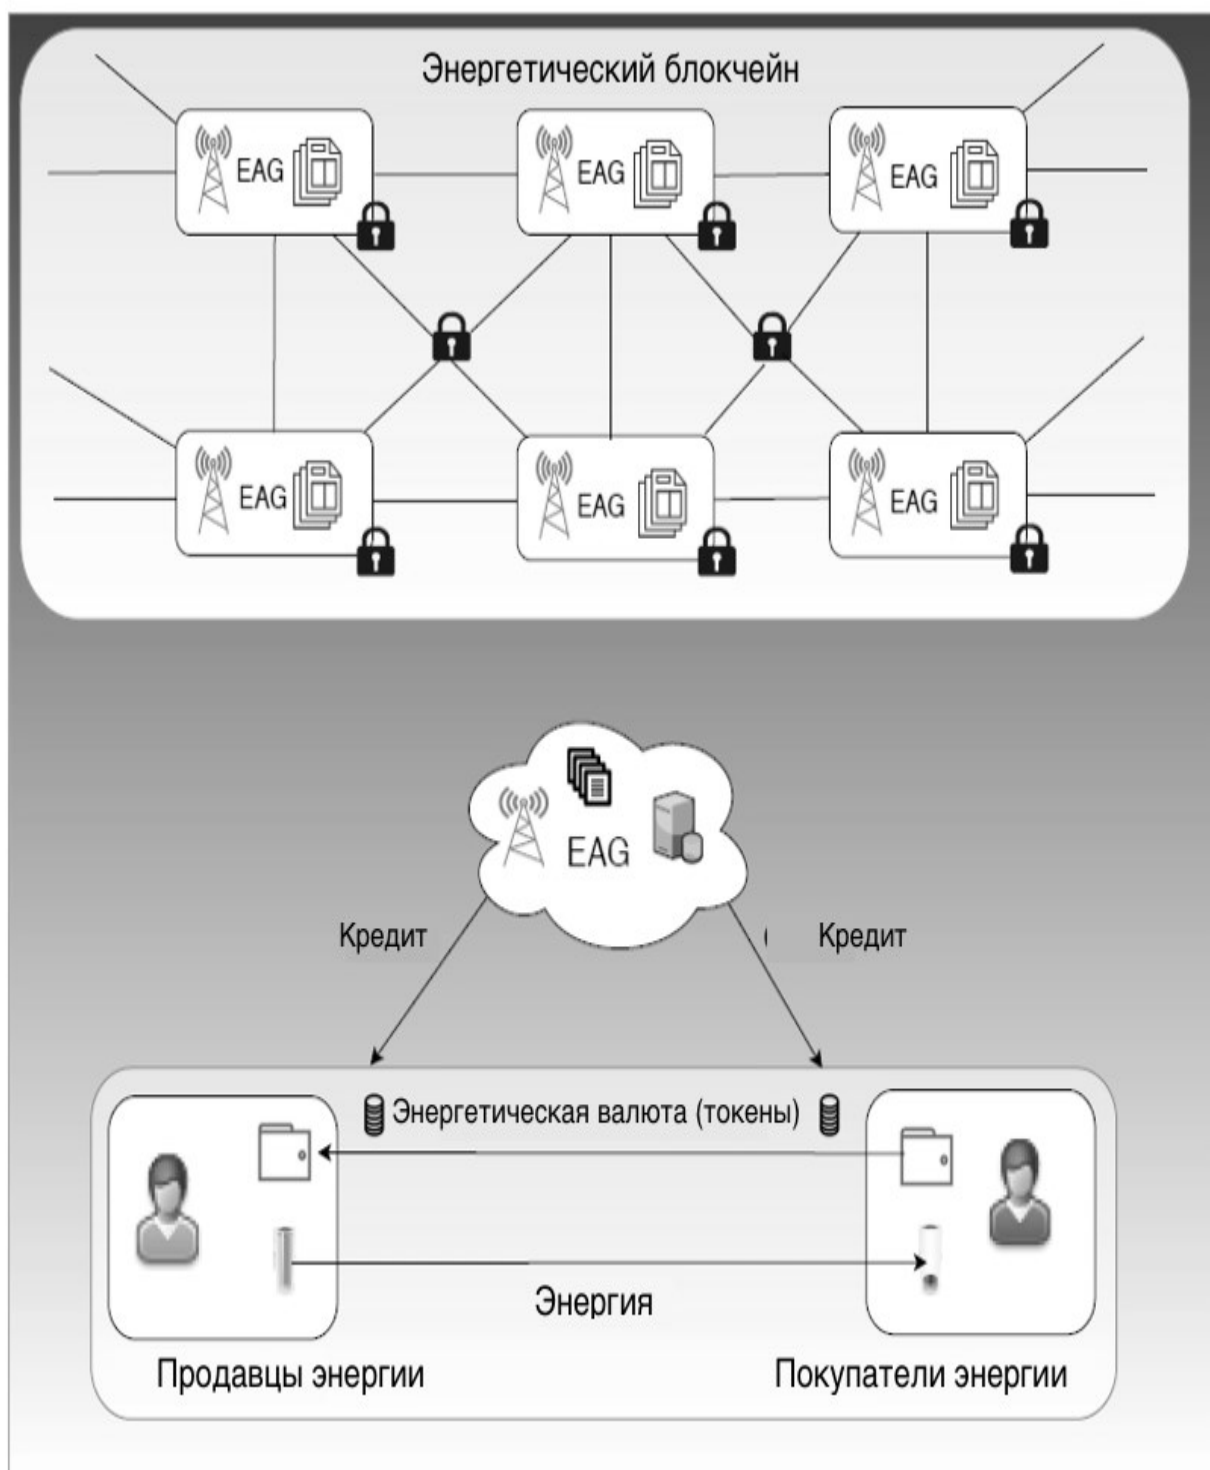 Энергетический блокчейн
EAG
EAG
EAG
EAG
EAG
EAG
EAG
Кредит
Кредит
Энергетическая валюта (токены)
Энергия
Продавцы энергии
Покупатели энергии